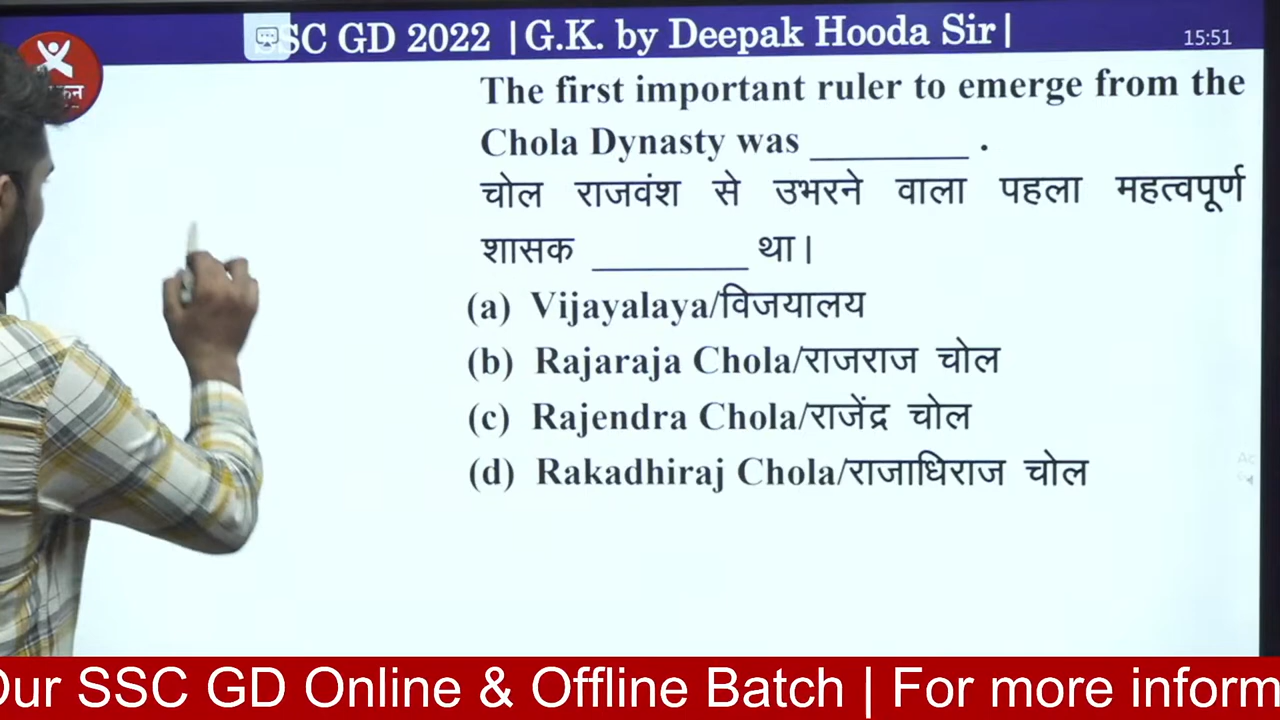 SSC GD 2022 | G.K. by Deepak Hooda Sir|
15:51
The first important ruler to emerge from the
Chola Dynasty was ________ .
चोल राजवंश से उभरने वाला पहला महत्वपूर्ण
शासक ________ था।
(a) Vijayalaya/विजयालय
(b) Rajaraja Chola/राजराज चोल
(c) Rajendra Chola/राजेंद्र चोल
(d) Rakadhiraj Chola/राजाधिराज चोल
Our SSC GD Online & Offline Batch | For more inform